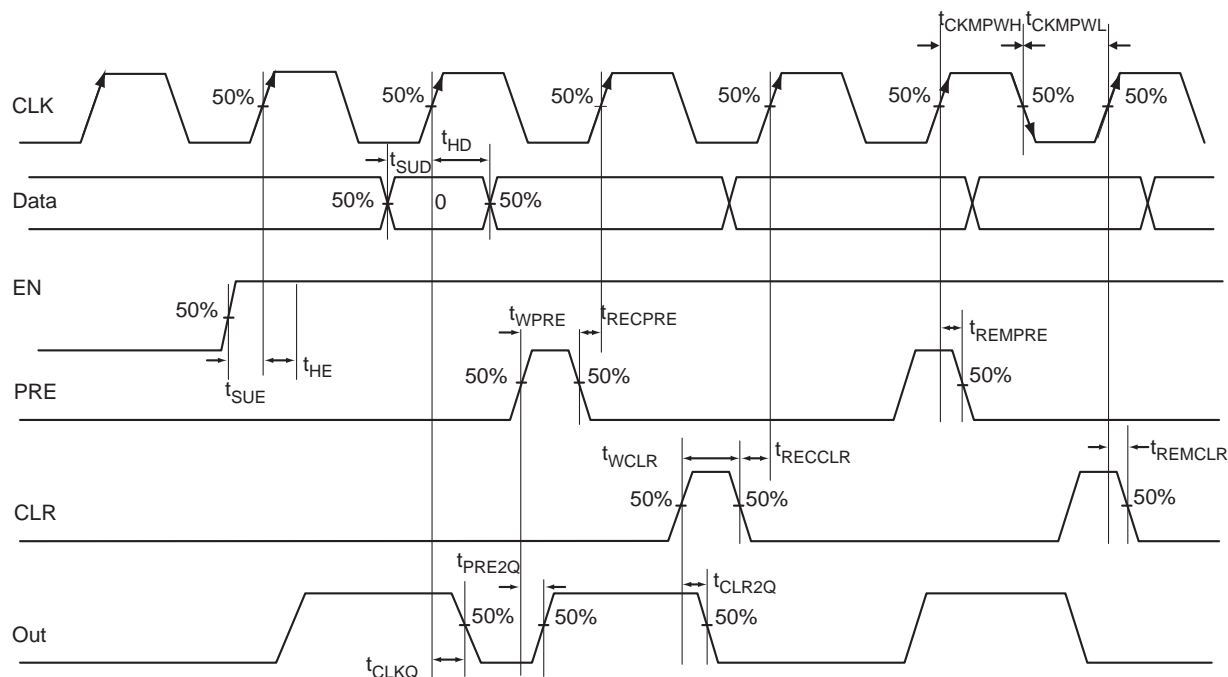 tCKMPWH tCKMPWL
CLK 50% 50% 50% 50% 50% 50% 50%
tSUD tHD
Data 50% 0 50%
EN
50%
tWPRE tRECPRE tREMPRE
tSUE tHE
PRE 50% 50% 50%
tWCLR tRECCLR tREMCLR
CLR 50% 50% 50%
tPRE2Q tCLR2Q
Out 50% 50% 50%
tCLKQ